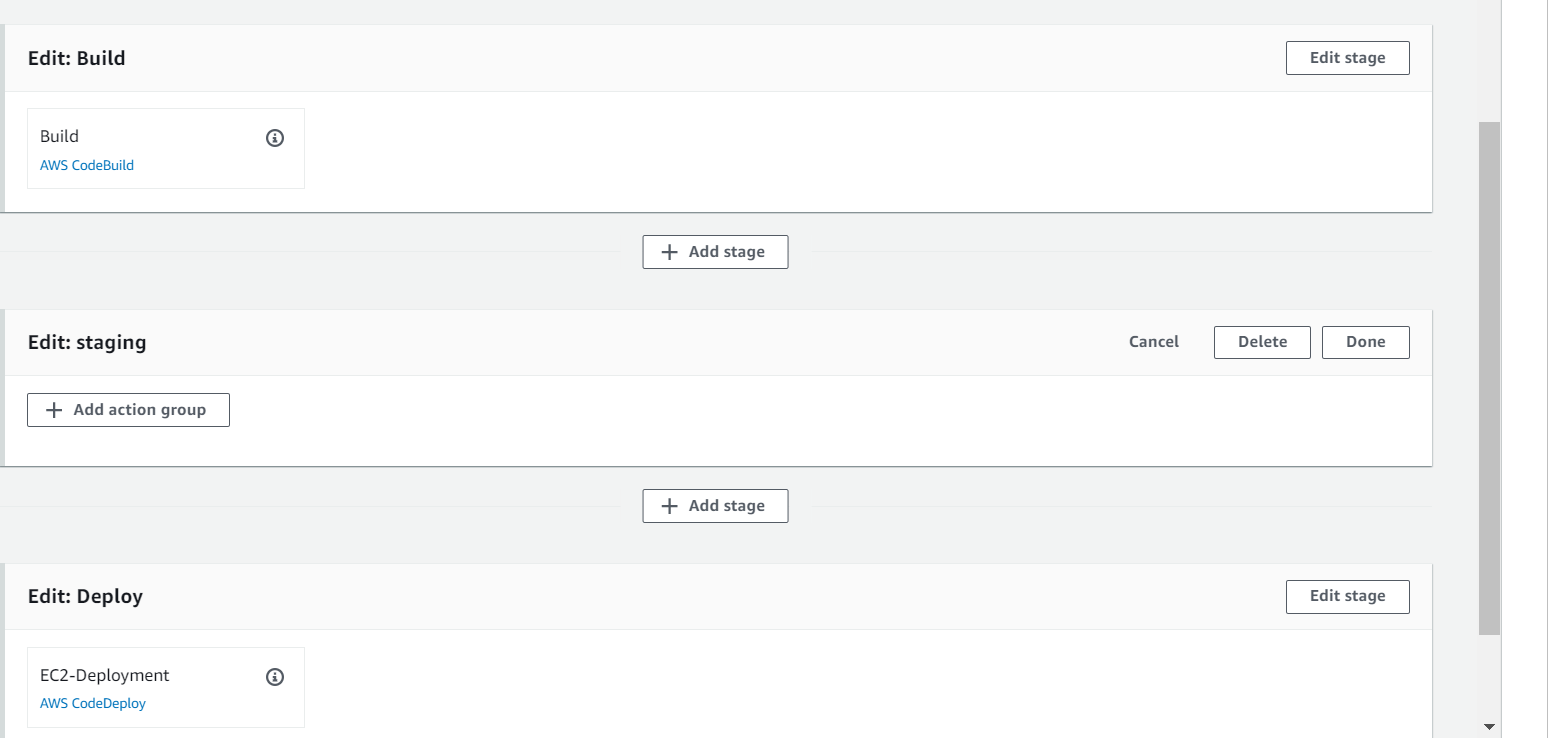 Edit: Build
Edit stage
Build
AWS CodeBuild
Add stage
Edit: staging
Cancel
Delete
Done
Add action group
Add stage
Edit: Deploy
Edit stage
EC2-Deployment
AWS CodeDeploy